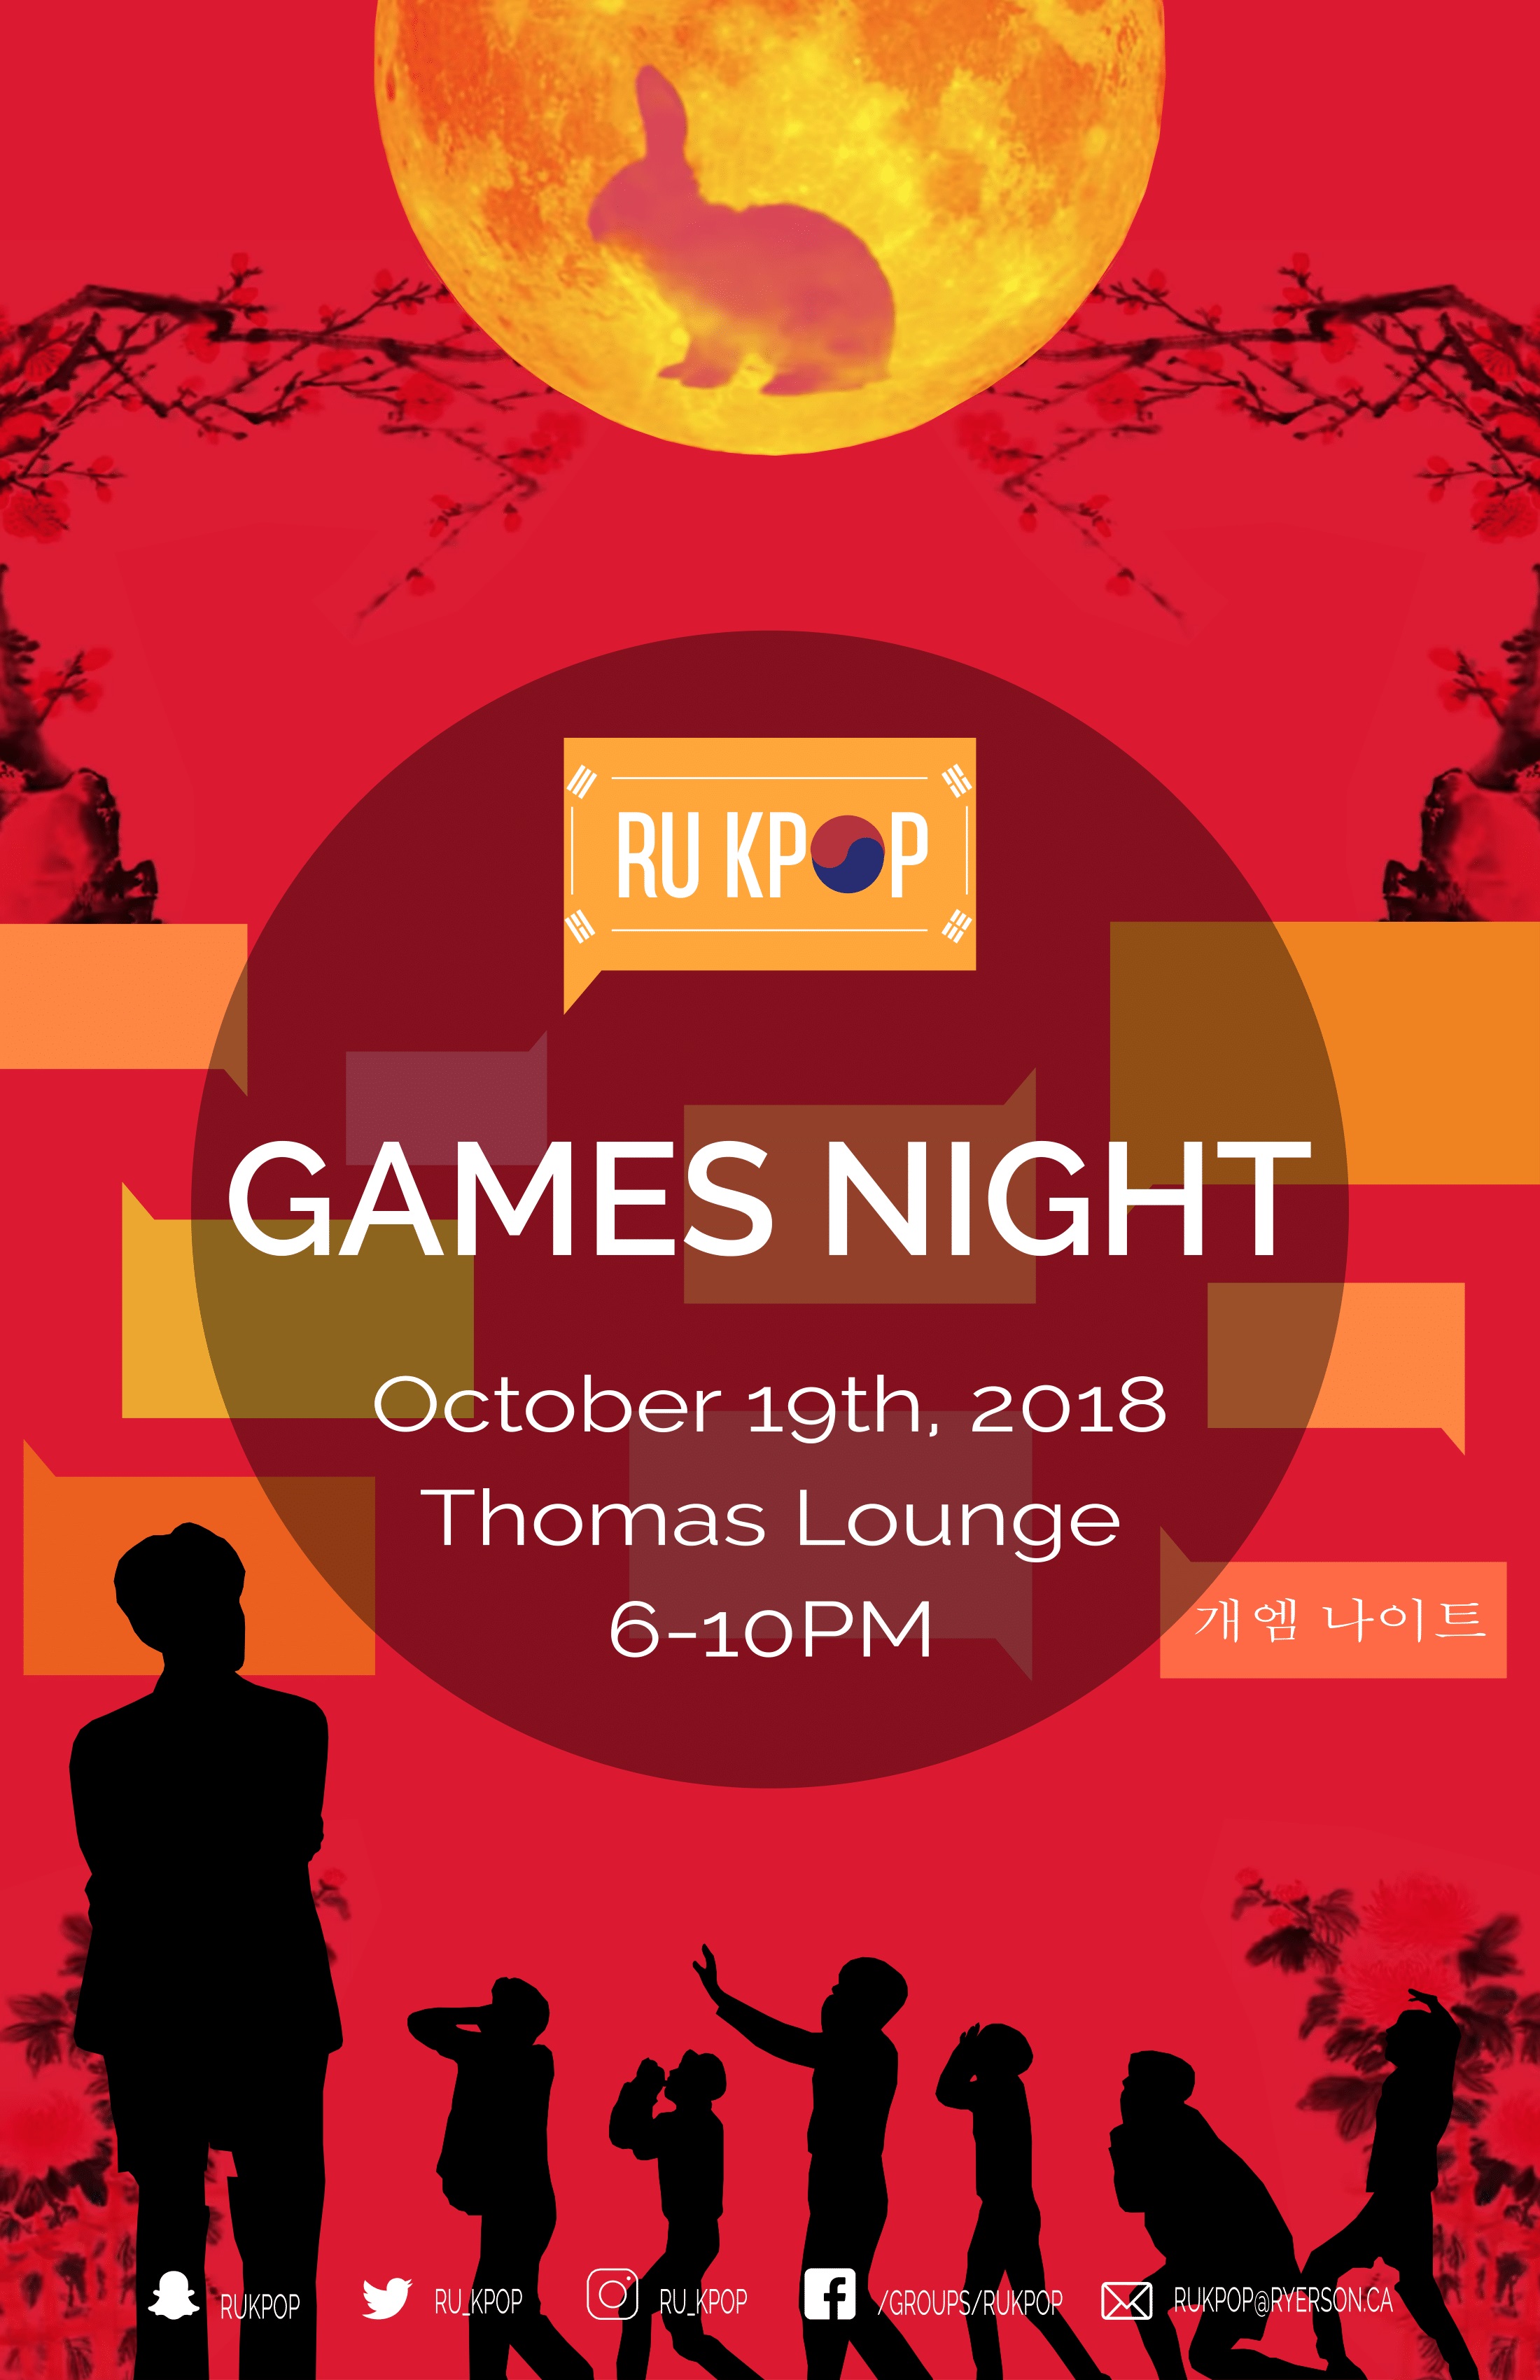 RU KPOP
GAMES NIGHT
October 19th, 2018
Thomas Lounge
6-10PM
개엠 나이트
RUKPOP
RU_KPOP
RU_KPOP
/GROUPS/RUKPOP
RUKPOP@RYERSON.CA